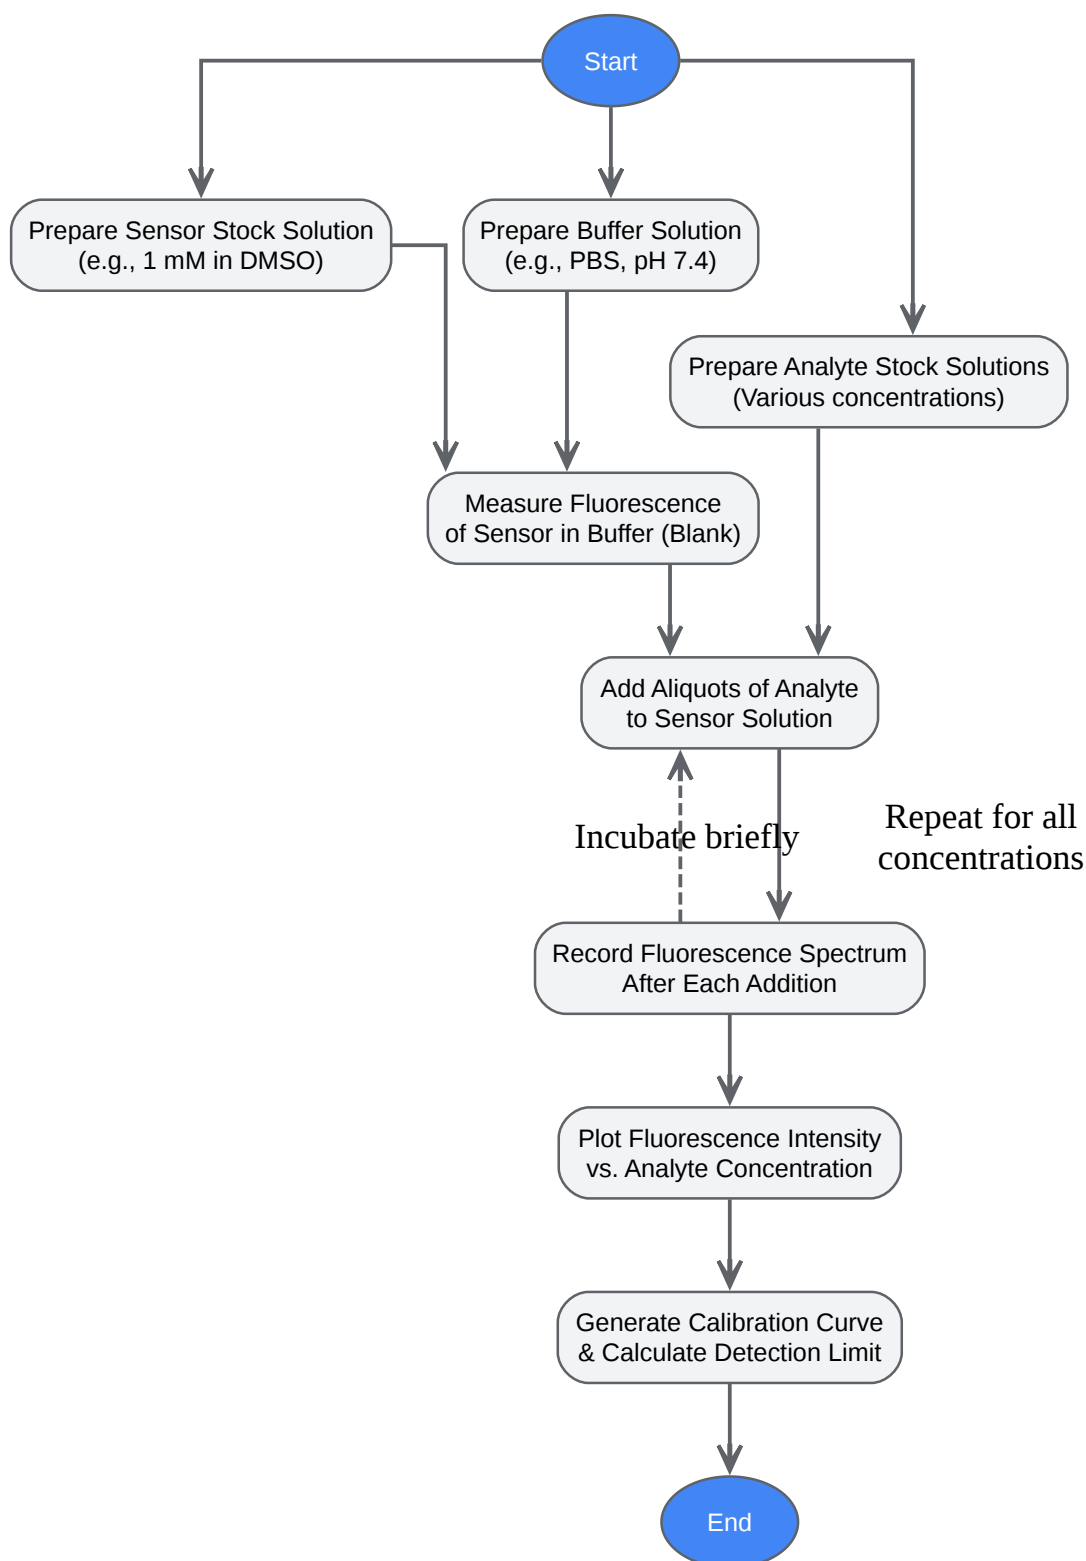 Start
Prepare Sensor Stock Solution
(e.g., 1 mM in DMSO)
Prepare Buffer Solution
(e.g., PBS, pH 7.4)
Prepare Analyte Stock Solutions
(Various concentrations)
Measure Fluorescence
of Sensor in Buffer (Blank)
Add Aliquots of Analyte
to Sensor Solution
Incubate briefly
Repeat for all
concentrations
Record Fluorescence Spectrum
After Each Addition
Plot Fluorescence Intensity
vs. Analyte Concentration
Generate Calibration Curve
& Calculate Detection Limit
End